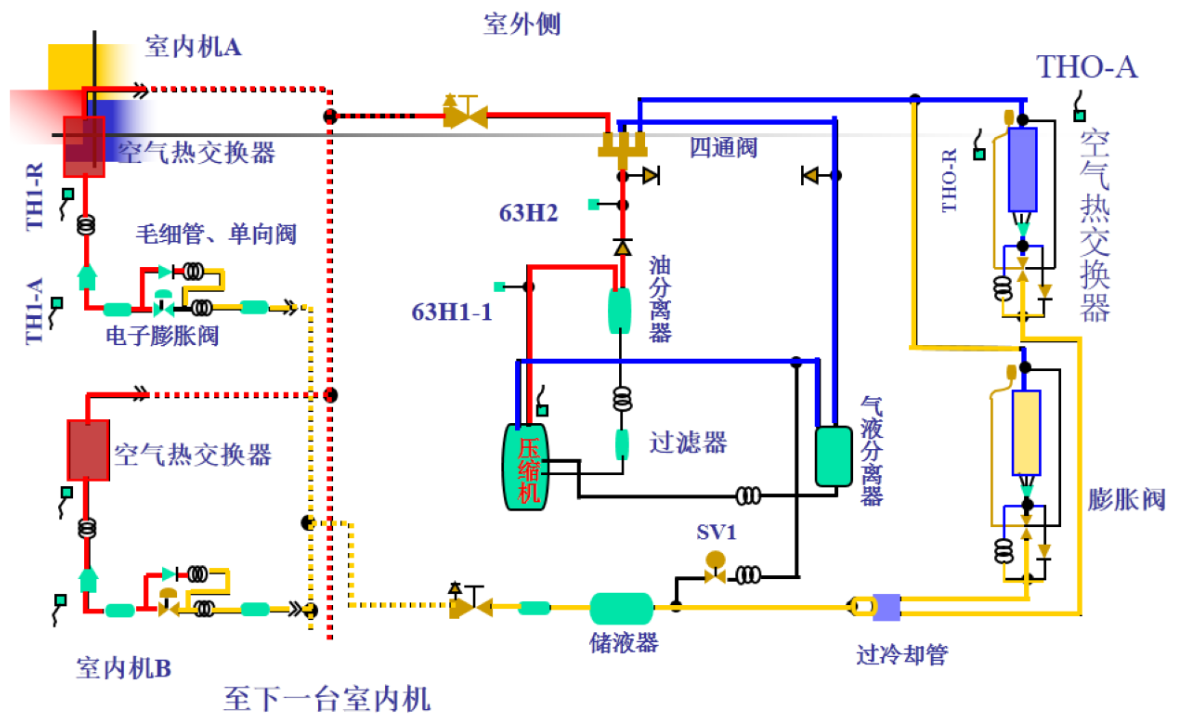 室外侧
室内机A
THO-A
空气热交换器
四通阀
THO-R
空气热交换器
TH1-R
63H2
毛细管、单向阀
油分离器
TH1-A
63H1-1
电子膨胀阀
气液分离器
空气热交换器
压缩机
过滤器
膨胀阀
SV1
储液器
过冷却管
室内机B
至下一台室内机